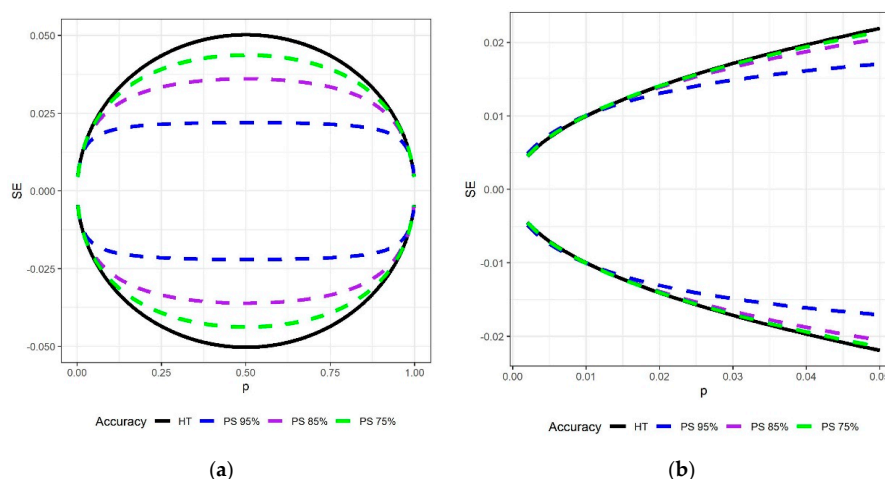 0.050
0.025
0.000
-0.025
-0.050
SE
0.00 0.25 0.50 0.75 1.00
p
Accuracy HT PS 95% PS 85% PS 75%
(a)
0.02
0.01
0.00
-0.01
-0.02
SE
0.00 0.01 0.02 0.03 0.04
p
Accuracy HT PS 95% PS 85% PS 75%
(b)